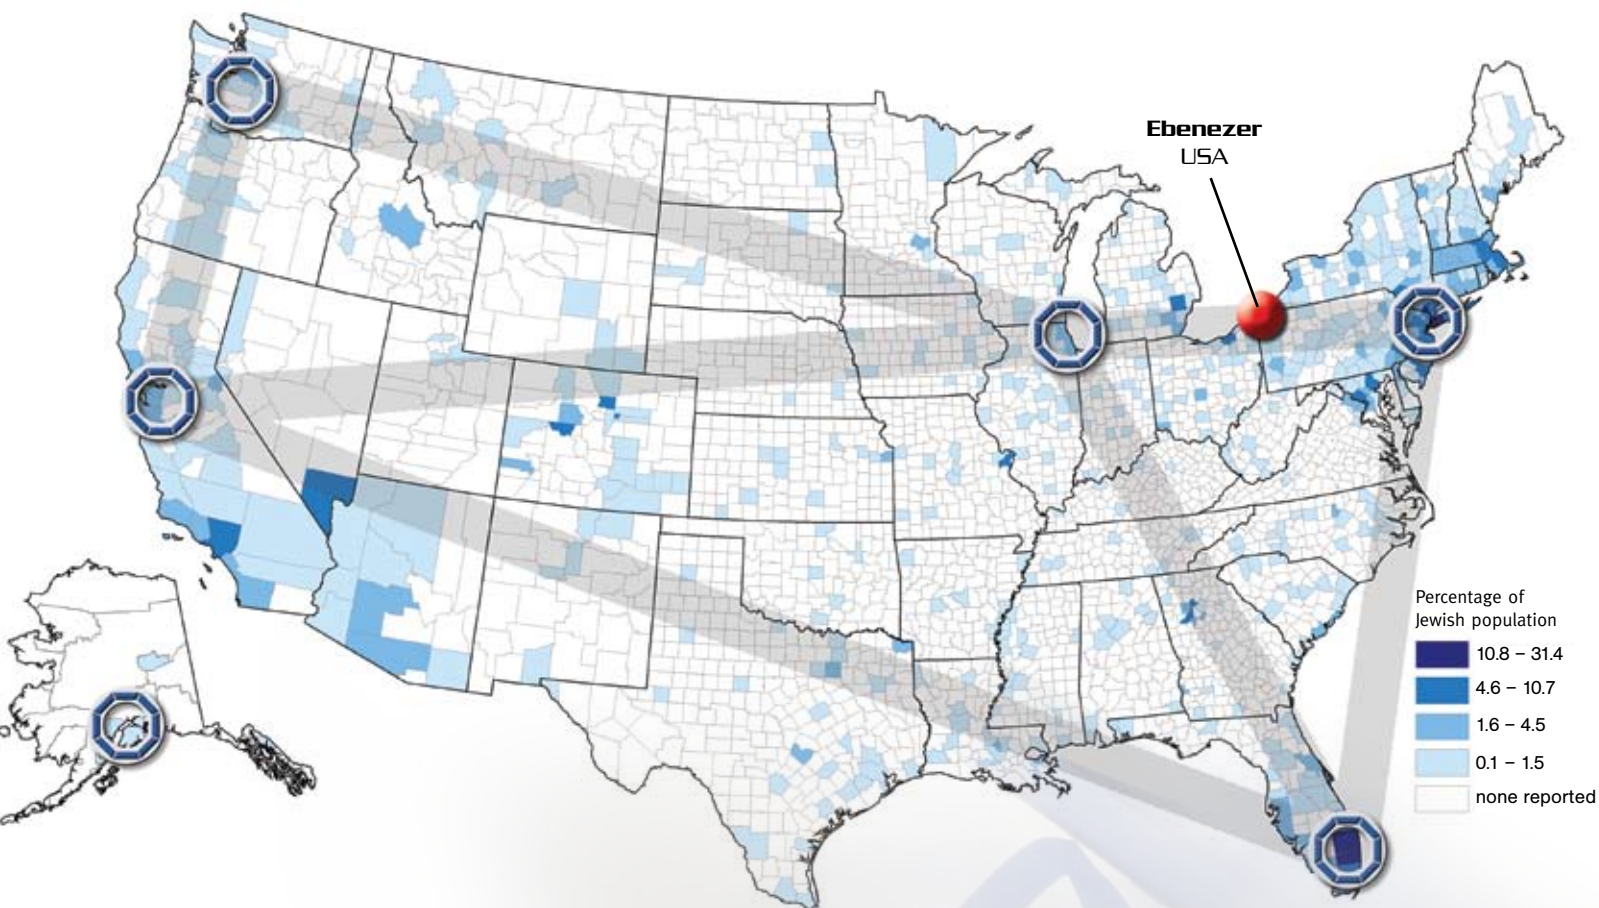 Ebenezer
USA
Percentage of
Jewish population
10.8 – 31.4
4.6 – 10.7
1.6 – 4.5
0.1 – 1.5
none reported